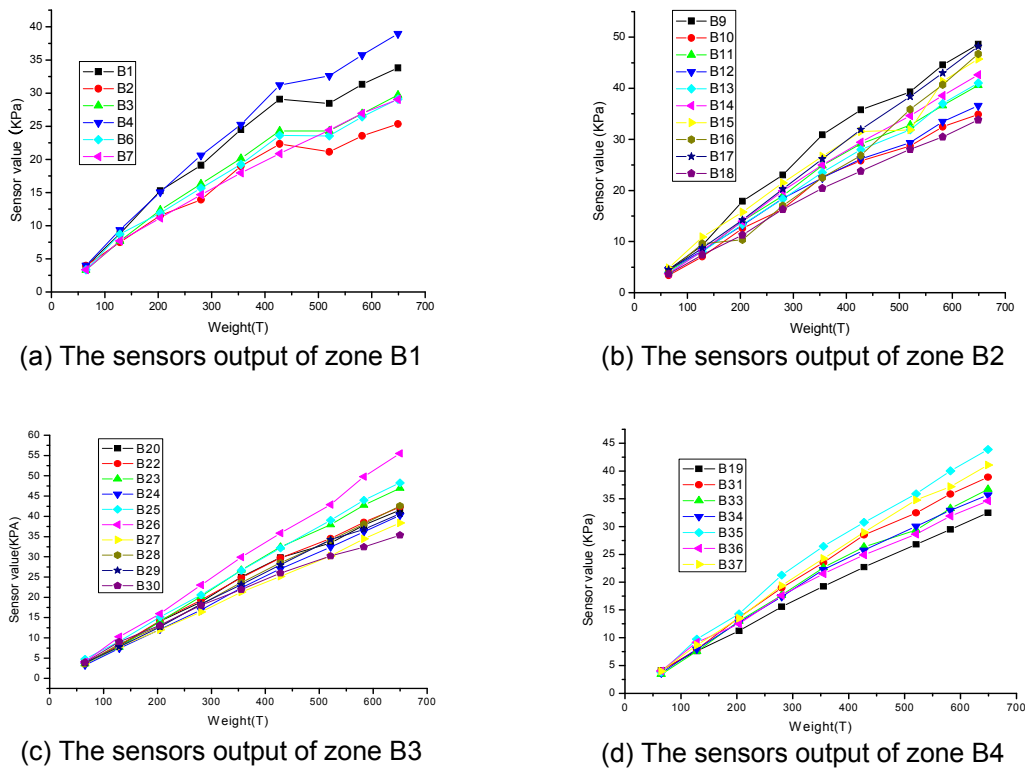 Sensor value (KPa)
40
35
30
25
20
15
10
5
0
B1
B2
B3
B4
B6
B7
0 100 200 300 400 500 600 700
Weight(T)
(a) The sensors output of zone B1
Sensor value (KPa)
50
40
30
20
10
0
B9
B10
B11
B12
B13
B14
B15
B16
B17
B18
0 100 200 300 400 500 600 700
Weight(T)
(b) The sensors output of zone B2
Sensor value(KPA)
60
55
50
45
40
35
30
25
20
15
10
5
0
B20
B22
B23
B24
B25
B26
B27
B28
B29
B30
0 100 200 300 400 500 600 700
Weight(T)
(c) The sensors output of zone B3
Sensor value (KPa)
45
40
35
30
25
20
15
10
5
0
B19
B31
B33
B34
B35
B36
B37
0 100 200 300 400 500 600 700
Weight(T)
(d) The sensors output of zone B4